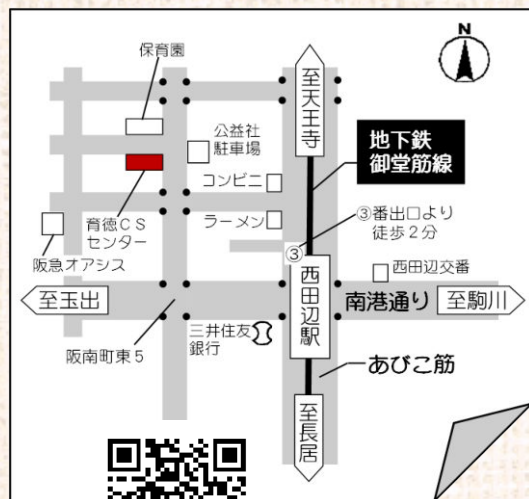 N
保育園
至天王寺
公益社
駐車場
地下鉄
御堂筋線
コンビニ
育徳CS
センター
ラーメン
③番出口より
徒歩2分
阪急オアシス
③
西田辺駅
西田辺交番
至玉出
南港通り
至駒川
三井住友
銀行
阪南町東5
あびこ筋
至長居